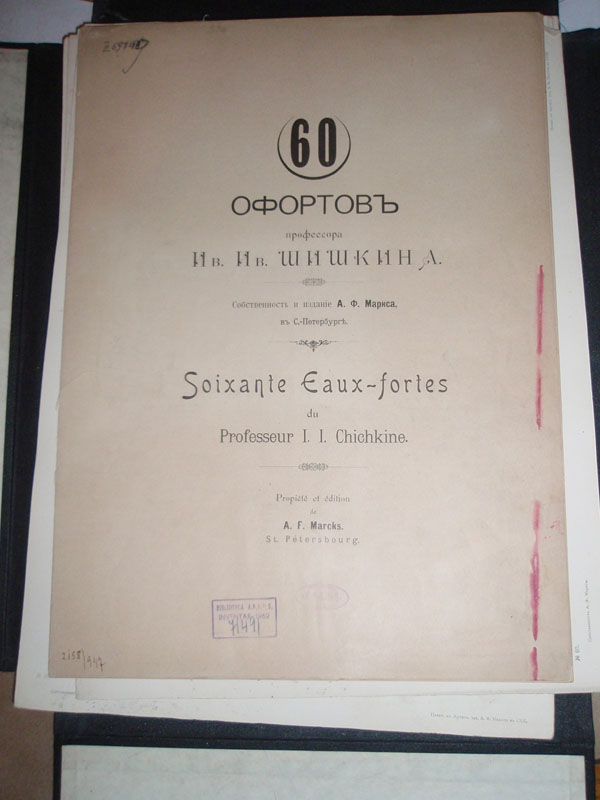 60
ОФОРТОВЪ
профессора
Ив. Ив. ШИШКИНА.
Собственность и изданіе А. Ф. Маркса,
въ С.-Петербургѣ.
Soixante Eaux-fortes
du
Professeur I. I. Chichkine.
Propiété et édition
de
A. F. Marcks.
St. Pétersbourg.